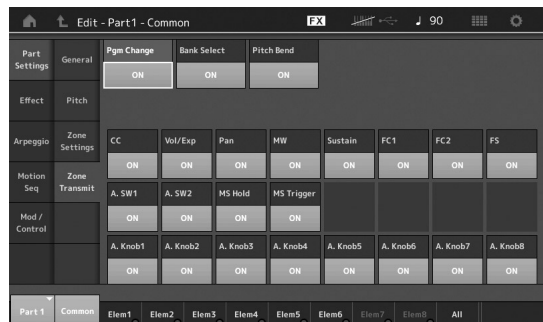 Edit - Part1 - Common
FX
90
Part Settings
General
Pgm Change
Bank Select
Pitch Bend
ON
ON
ON
Effect
Pitch
Arpeggio
Zone Settings
CC
Vol/Exp
Pan
MW
Sustain
FC1
FC2
FS
ON
ON
ON
ON
ON
ON
ON
ON
Motion Seq
Zone Transmit
A. SW1
A. SW2
MS Hold
MS Trigger
ON
ON
ON
ON
Mod / Control
A. Knob1
A. Knob2
A. Knob3
A. Knob4
A. Knob5
A. Knob6
A. Knob7
A. Knob8
ON
ON
ON
ON
ON
ON
ON
ON
Part 1
Common
Elem1
Elem2
Elem3
Elem4
Elem5
Elem6
Elem7
Elem8
All